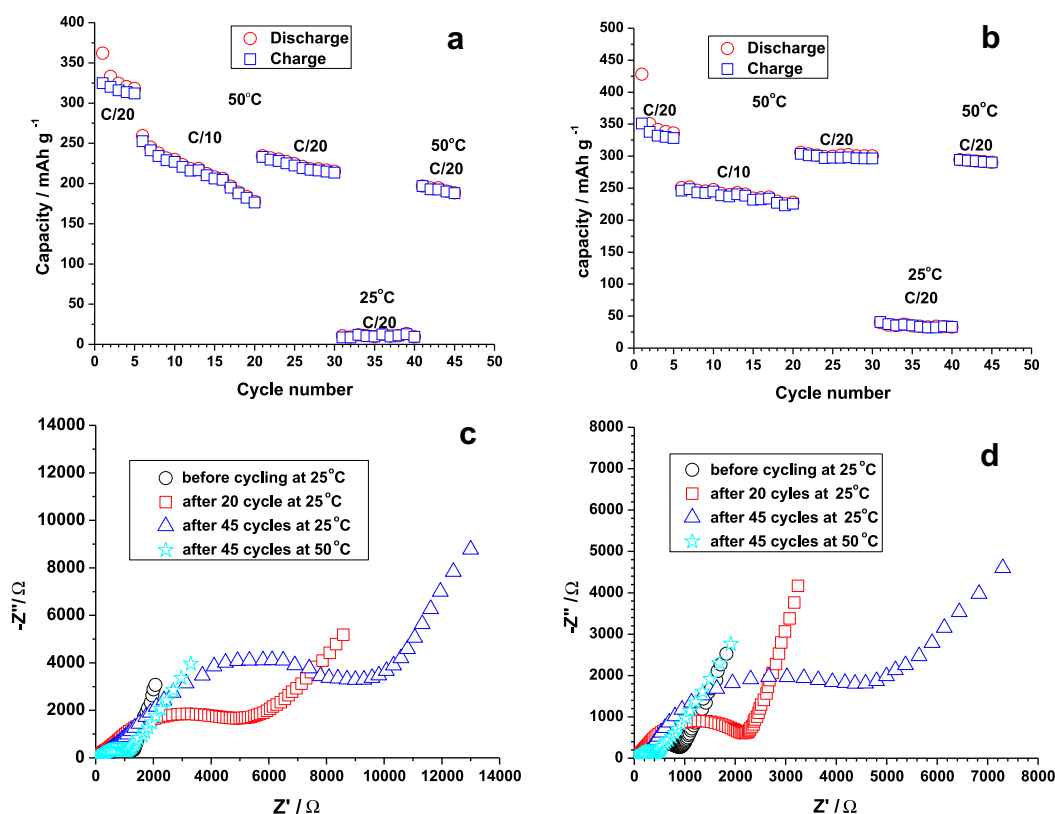 a
Discharge
Charge
50°C
C/20
C/10
C/20
50°C
C/20
25°C
C/20
400
350
300
250
200
150
100
50
0
Capacity / mAh g⁻¹
0 5 10 15 20 25 30 35 40 45 50
Cycle number
b
Discharge
Charge
C/20
50°C
50°C
C/20
C/20
C/10
25°C
C/20
500
450
400
350
300
250
200
150
100
50
0
capacity / mAh g⁻¹
0 5 10 15 20 25 30 35 40 45 50
Cycle number
c
before cycling at 25°C
after 20 cycle at 25°C
after 45 cycles at 25°C
after 45 cycles at 50°C
14000
12000
10000
8000
6000
4000
2000
0
-Z''/ Ω
0 2000 4000 6000 8000 10000 12000 14000
Z' / Ω
d
before cycling at 25°C
after 20 cyles at 25°C
after 45 cycles at 25°C
after 45 cycles at 50°C
8000
7000
6000
5000
4000
3000
2000
1000
0
-Z'' / Ω
0 1000 2000 3000 4000 5000 6000 7000 8000
Z' / Ω